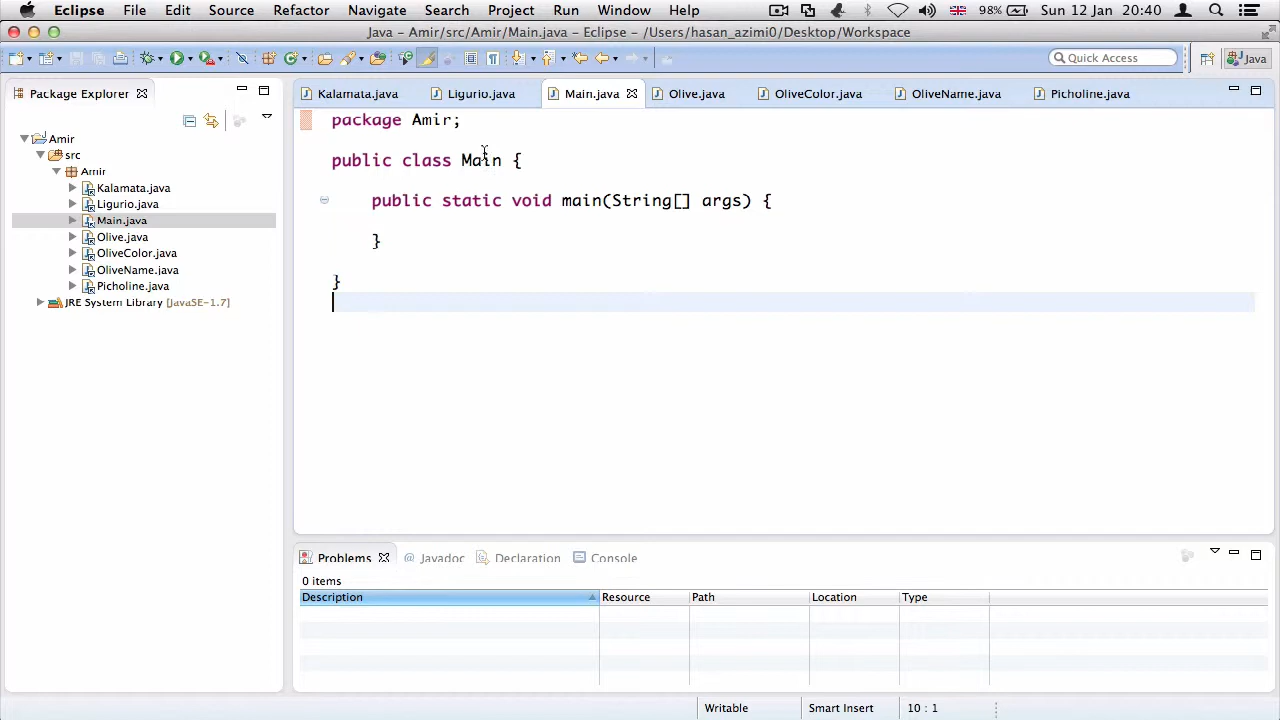 Eclipse File Edit Source Refactor Navigate Search Project Run Window Help 98% Sun 12 Jan 20:40
Java - Amir/src/Amir/Main.java - Eclipse - /Users/hasan_azimi0/Desktop/Workspace
Quick Access Java
Package Explorer
Kalamata.java Ligurio.java Main.java Olive.java OliveColor.java OliveName.java Picholine.java
Amir
src
Amir
Kalamata.java
Ligurio.java
Main.java
Olive.java
OliveColor.java
OliveName.java
Picholine.java
JRE System Library [JavaSE-1.7]
package Amir;
public class Main {
public static void main(String[] args) {
}
}
Problems @ Javadoc Declaration Console
0 items
Description Resource Path Location Type
Writable Smart Insert 10 : 1